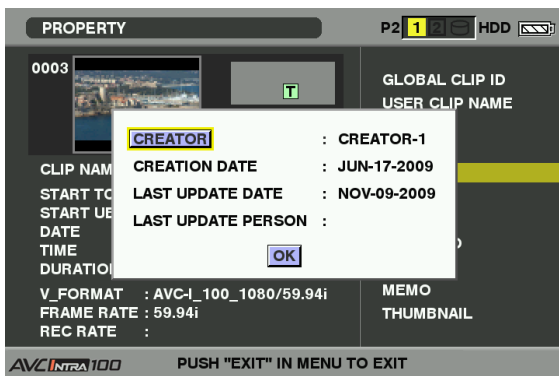 PROPERTY
P2 1 2 HDD
0003
T
GLOBAL CLIP ID
USER CLIP NAME
CREATOR : CREATOR-1
CREATION DATE : JUN-17-2009
LAST UPDATE DATE : NOV-09-2009
LAST UPDATE PERSON :
OK
CLIP NAM
START TC
START UB
DATE
TIME
DURATIO
V_FORMAT : AVC-I_100_1080/59.94i
FRAME RATE : 59.94i
REC RATE :
MEMO
THUMBNAIL
AVC INTRA 100
PUSH "EXIT" IN MENU TO EXIT